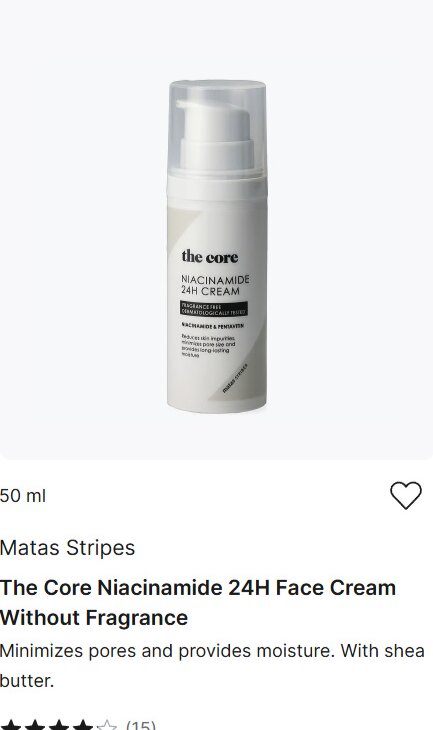 the core
NIACINAMIDE
24H CREAM
FRAGRANCE FREE
DERMATOLOGICALLY TESTED
NIACINAMIDE & PENTAVITIN
Reduces skin impurities,
minimizes pore size and
provides long-lasting
moisture
matas stripes
50 ml
Matas Stripes
The Core Niacinamide 24H Face Cream
Without Fragrance
Minimizes pores and provides moisture. With shea
butter.
(15)